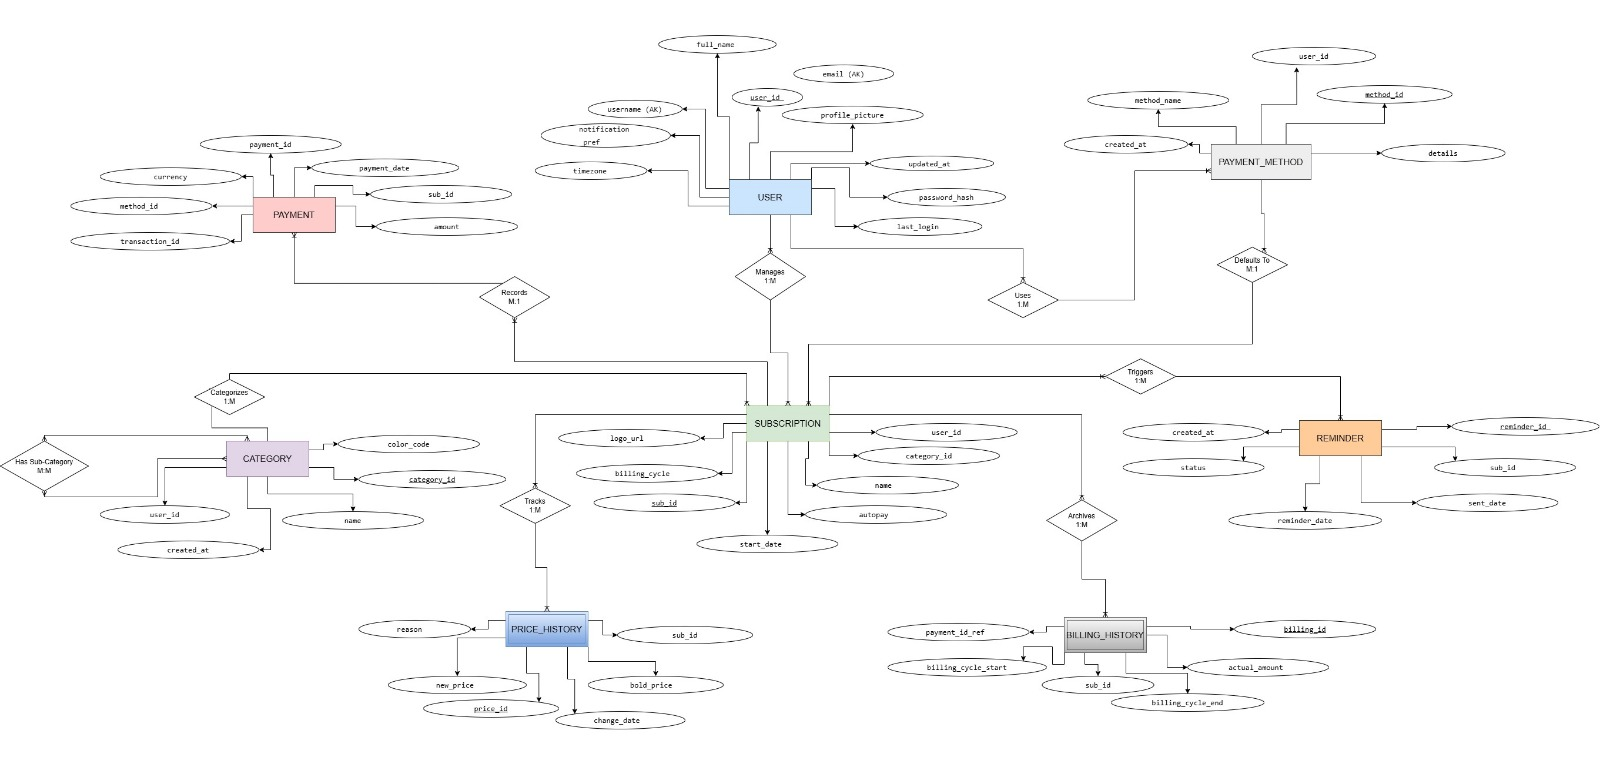 full_name
user_id
email (AK)
user_id
method_id
method_name
username (AK)
profile_picture
notification
pref
payment_id
created_at
details
PAYMENT_METHOD
payment_date
updated_at
timezone
currency
sub_id
USER
password_hash
method_id
PAYMENT
amount
last_login
transaction_id
Manages
1:M
Defaults To
M:1
Records
M:1
Uses
1:M
Triggers
1:M
Categorizes
1:M
SUBSCRIPTION
logo_url
user_id
created_at
reminder_id
REMINDER
color_code
category_id
CATEGORY
Has Sub-Category
M:M
status
sub_id
billing_cycle
category_id
name
sub_id
sent_date
Tracks
1:M
user_id
name
autopay
Archives
1:M
reminder_date
created_at
start_date
reason
PRICE_HISTORY
sub_id
payment_id_ref
BILLING_HISTORY
billing_id
billing_cycle_start
actual_amount
new_price
bold_price
sub_id
price_id
billing_cycle_end
change_date